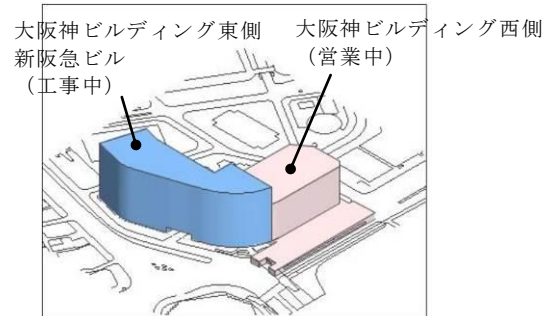 大阪神ビルディング東側
新阪急ビル
（工事中）
大阪神ビルディング西側
（営業中）